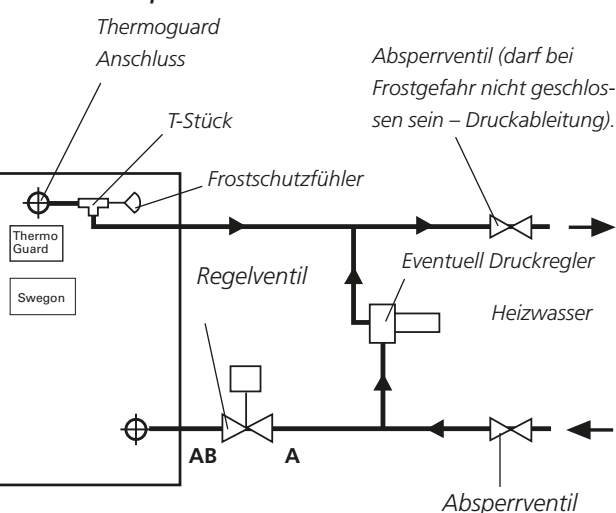 Thermoguard
Anschluss
Absperrventil (darf bei
Frostgefahr nicht geschlos-
sen sein – Druckableitung).
T-Stück
Frostschutzfühler
Thermo
Guard
Swegon
Regelventil
Eventuell Druckregler
Heizwasser
AB
A
Absperrventil